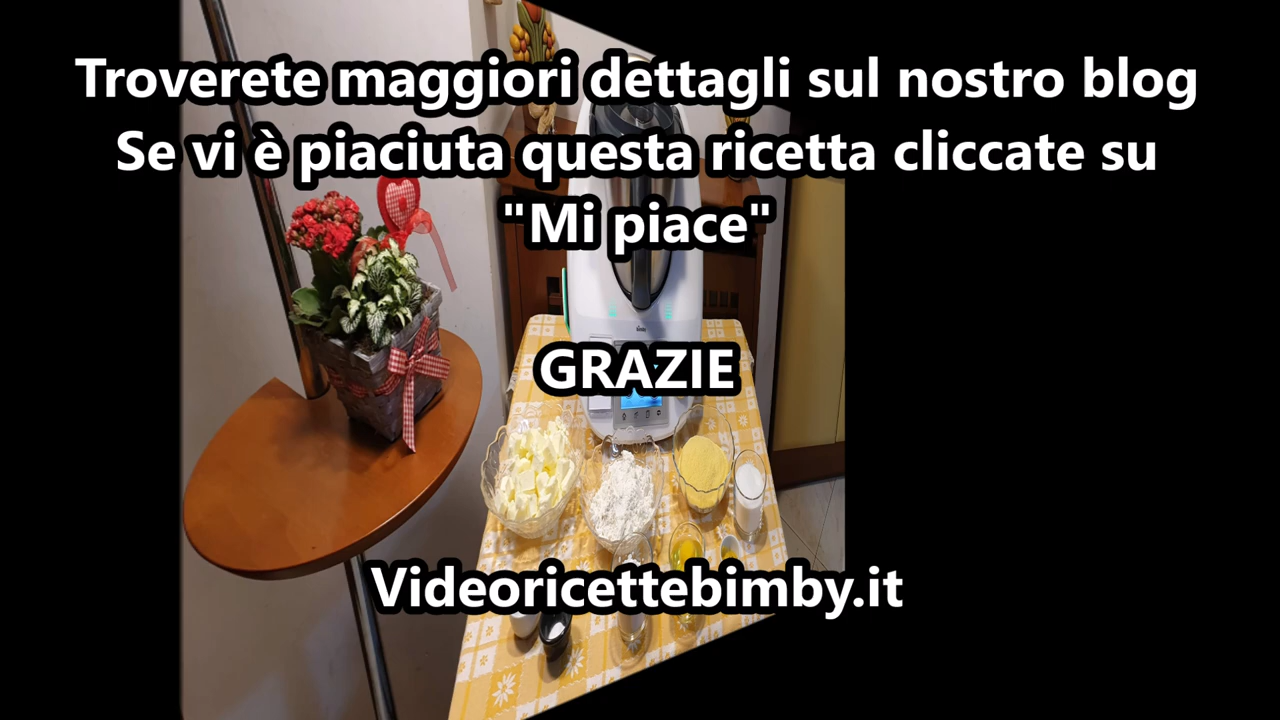 Troverete maggiori dettagli sul nostro blog
Se vi è piaciuta questa ricetta cliccate su
"Mi piace"
GRAZIE
Videoricettebimby.it